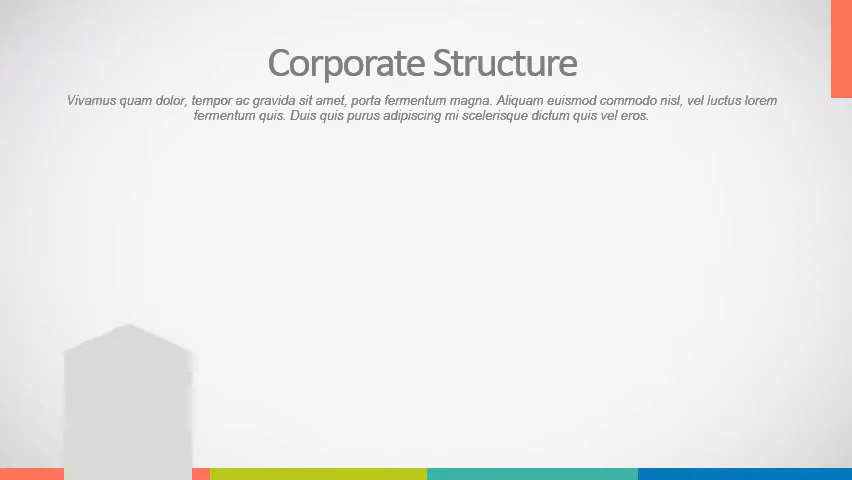 Corporate Structure
Vivamus quam dolor, tempor ac gravida sit amet, porta fermentum magna. Aliquam euismod commodo nisl, vel luctus lorem
fermentum quis. Duis quis purus adipiscing mi scelerisque dictum quis vel eros.